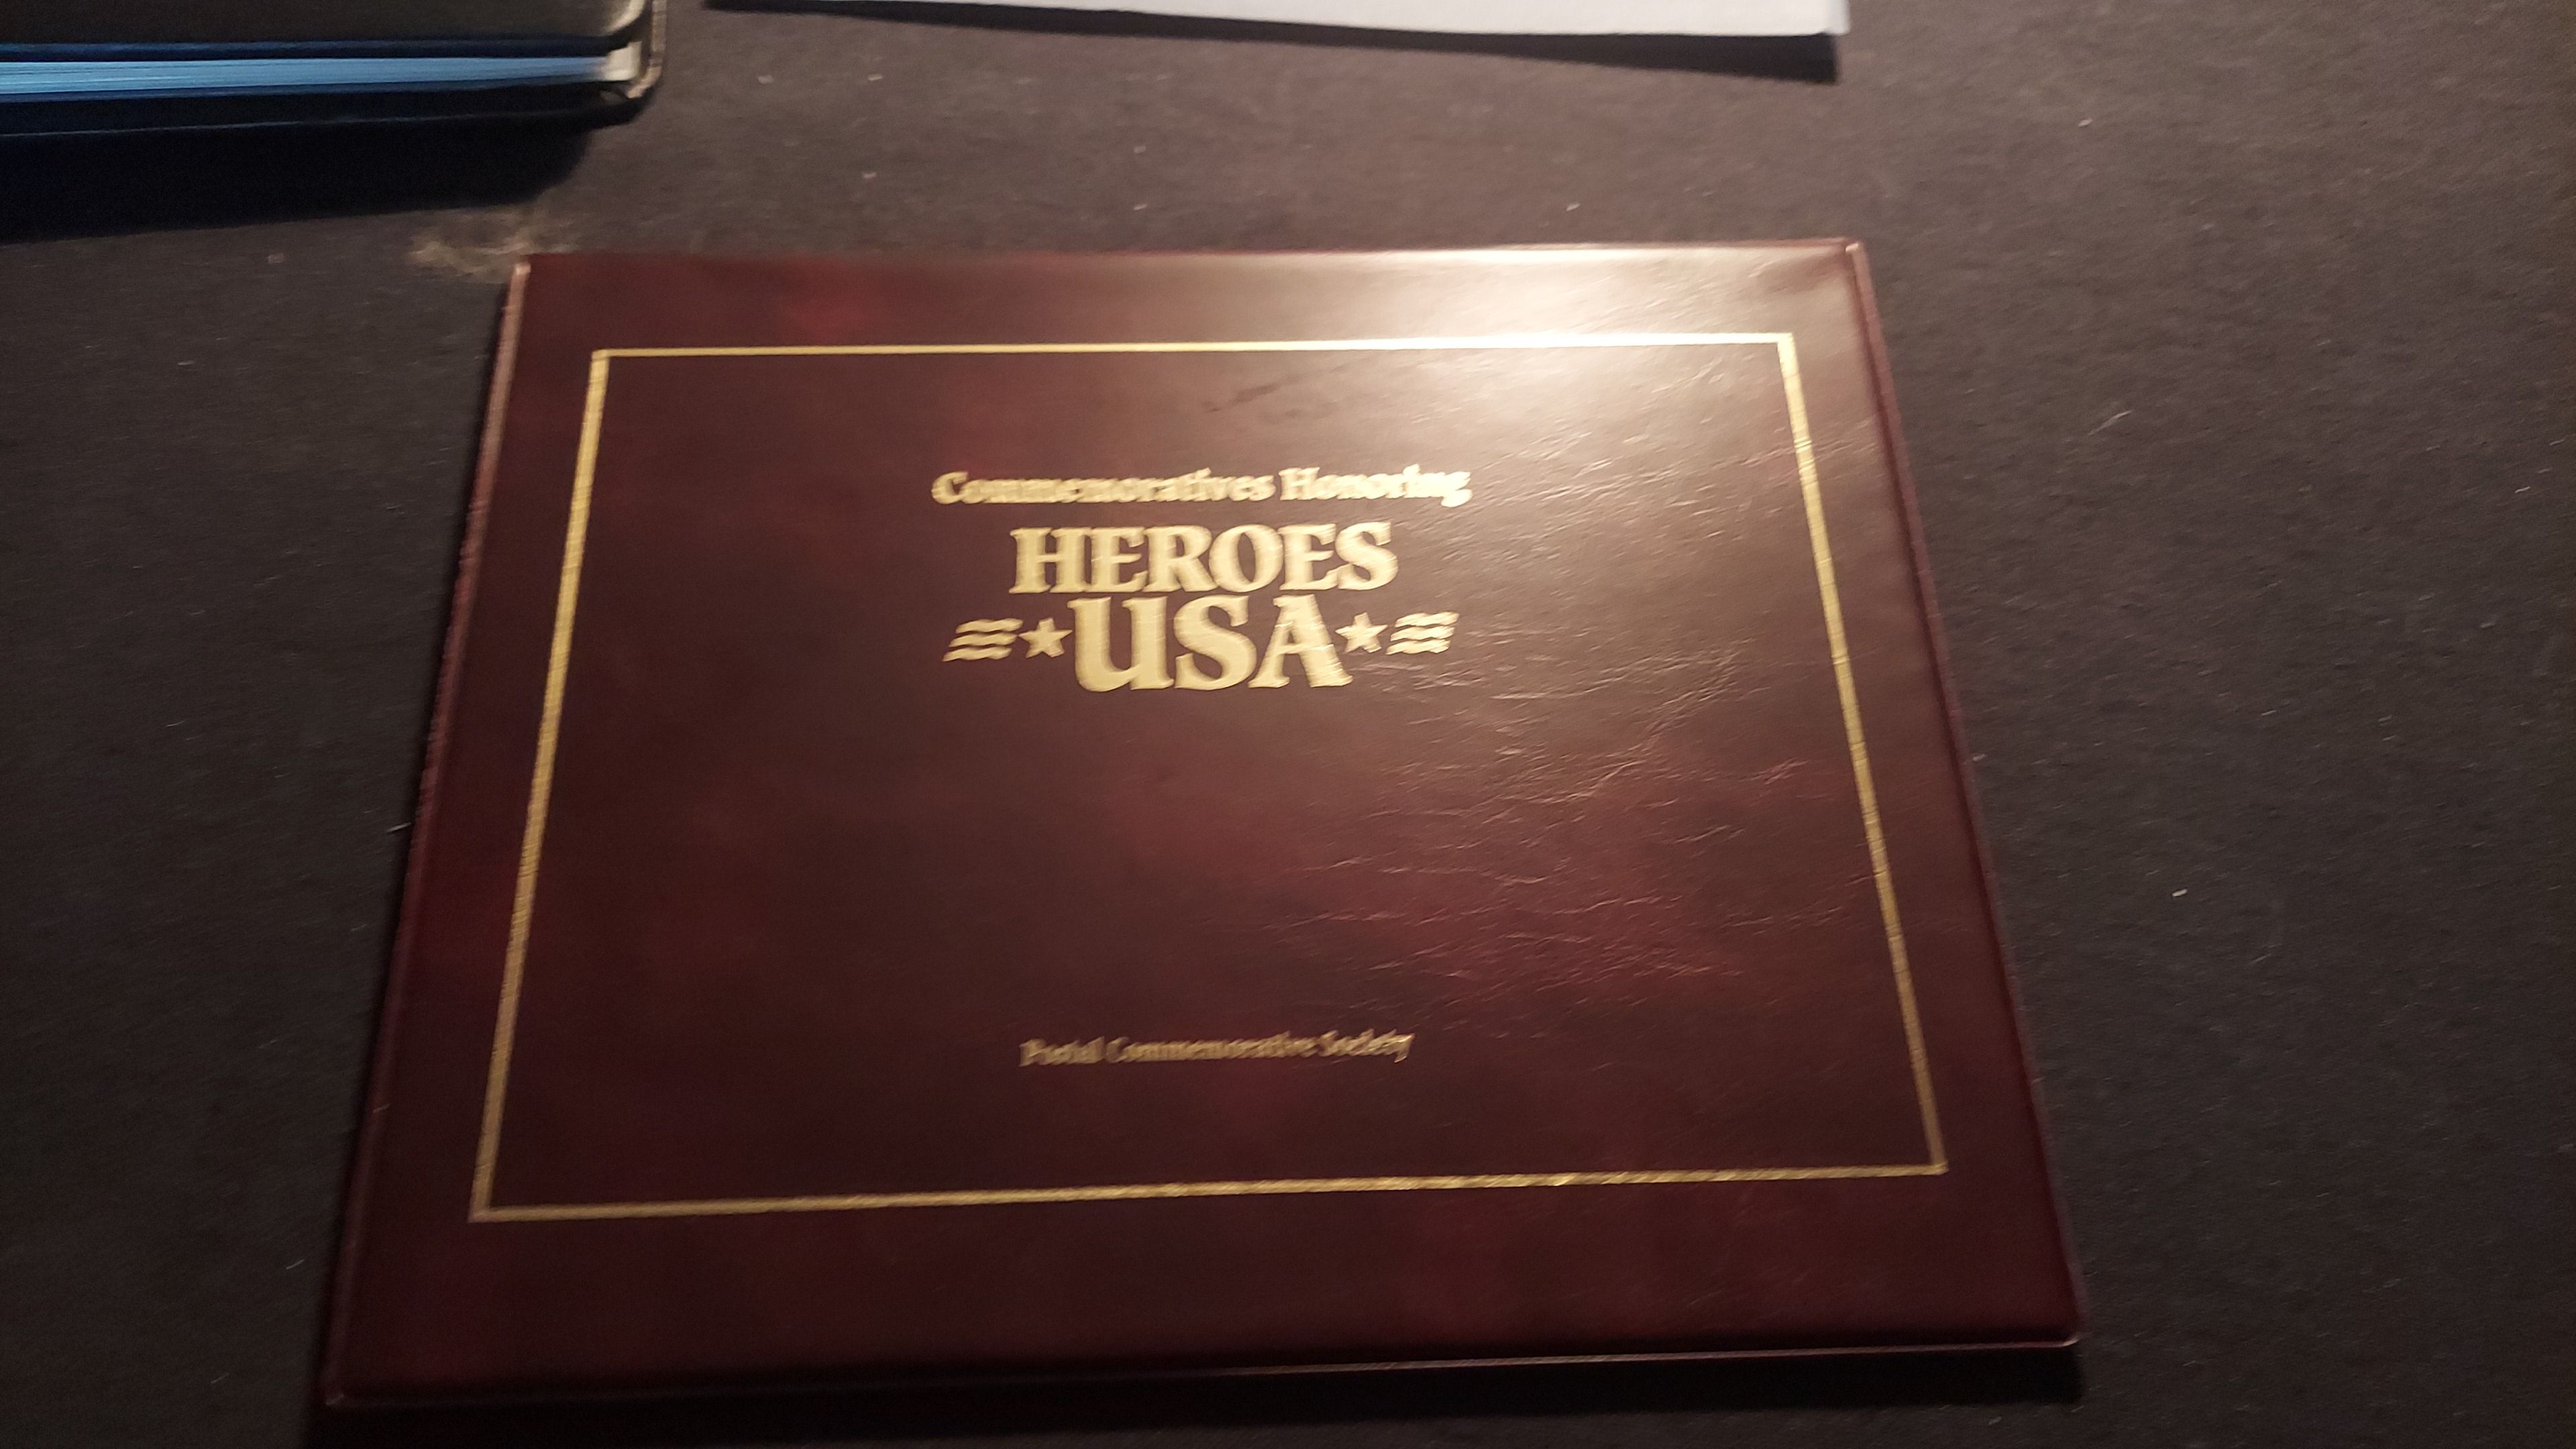 Commemoratives Honoring
HEROES
USA
Postal Commemorative Society